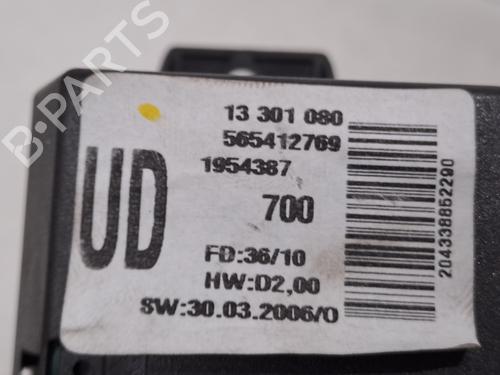 B-PARTS
UD
13 301 080
565412769
1954387
700
FD:36/10
HW:D2,00
SW:30.03.2006/0
204338852290